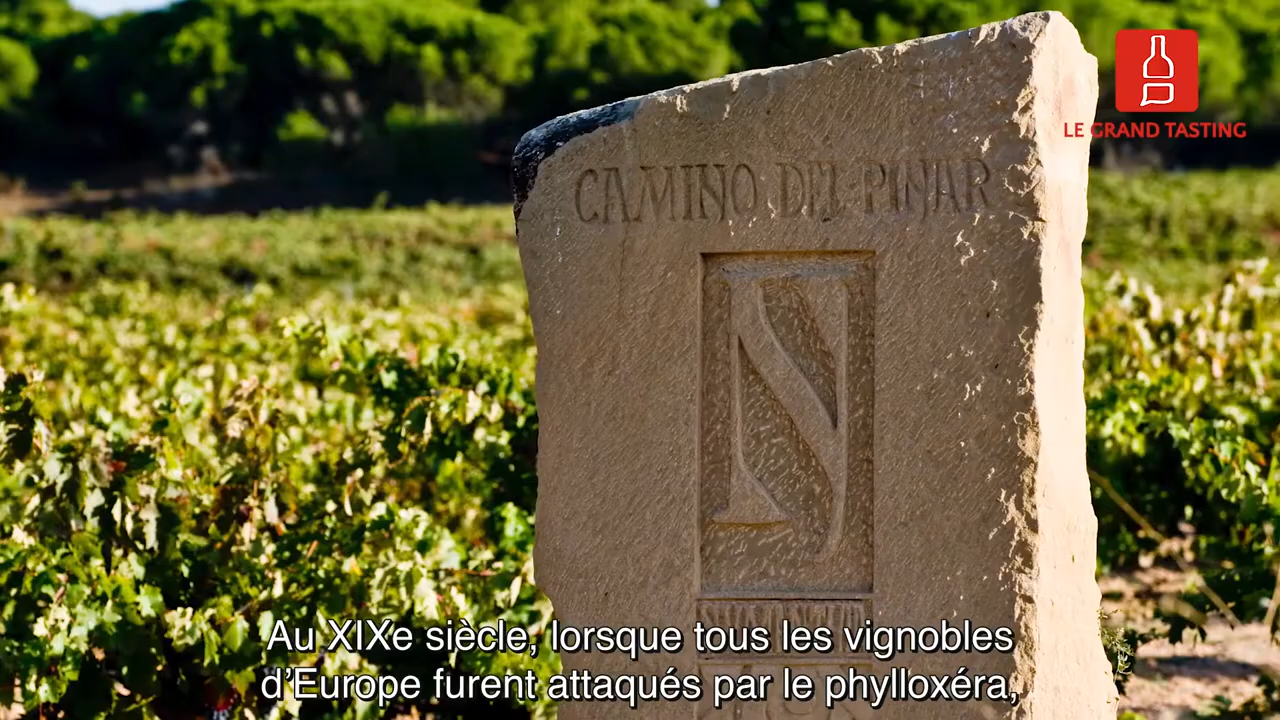 LE GRAND TASTING
CAMINO DEL PINAR
N
Au XIXe siècle, lorsque tous les vignobles
d'Europe furent attaqués par le phylloxéra,